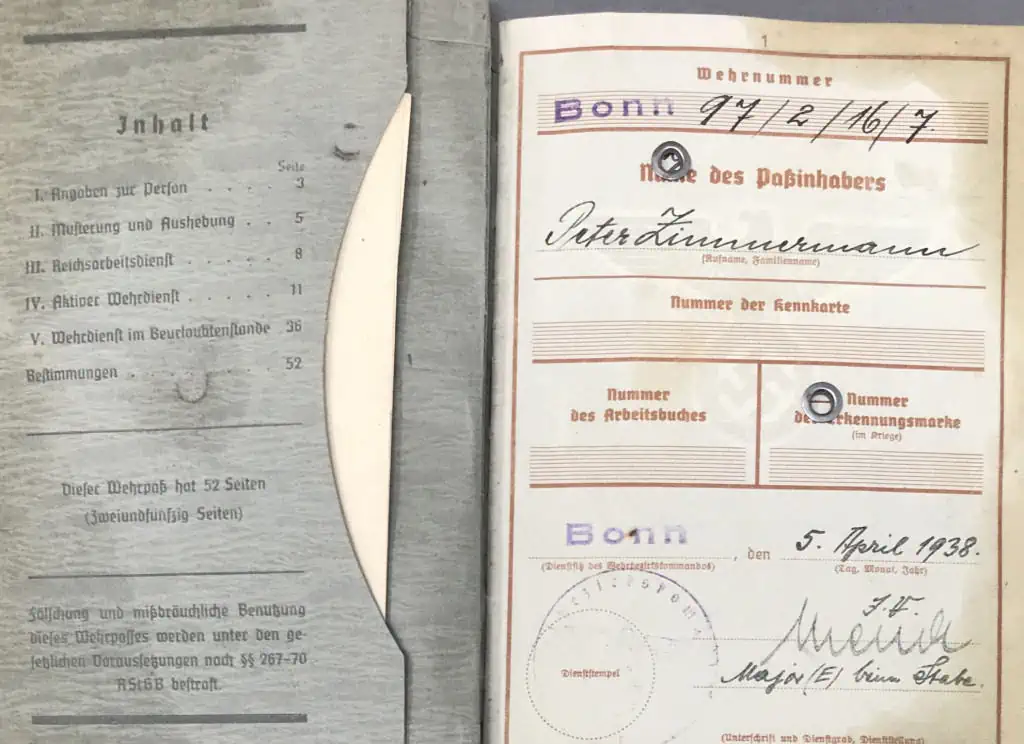 Inhalt
Seite
I. Angaben zur Person . . . . 3
II. Musterung und Aushebung . . 5
III. Reichsarbeitsdienst . . . . . 8
IV. Aktiver Wehrdienst . . . . . 11
V. Wehrdienst im Beurlaubtenstande 36
Bestimmungen . . . . . . . . 52
Dieser Wehrpaß hat 52 Seiten
(Zweiundfünfzig Seiten)
Fälschung und mißbräuchliche Benutzung
dieses Wehrpasses werden unter den ge-
setzlichen Voraussetzungen nach §§ 267-70
RStGB bestraft.
1
Wehrnummer
Bonn 97/2/16/7.
Name des Paßinhabers
Peter Zimmermann
(Rufname, Familienname)
Nummer der Kennkarte
Nummer
des Arbeitsbuches
Nummer
der Erkennungsmarke
(im Kriege)
Bonn, den 5. April 1938.
(Dienstsitz des Wehrbezirkskommandos) (Tag, Monat, Jahr)
J.V.
Major (E) beim Stabe.
Dienststempel
(Unterschrift und Dienstgrad, Dienststellung)